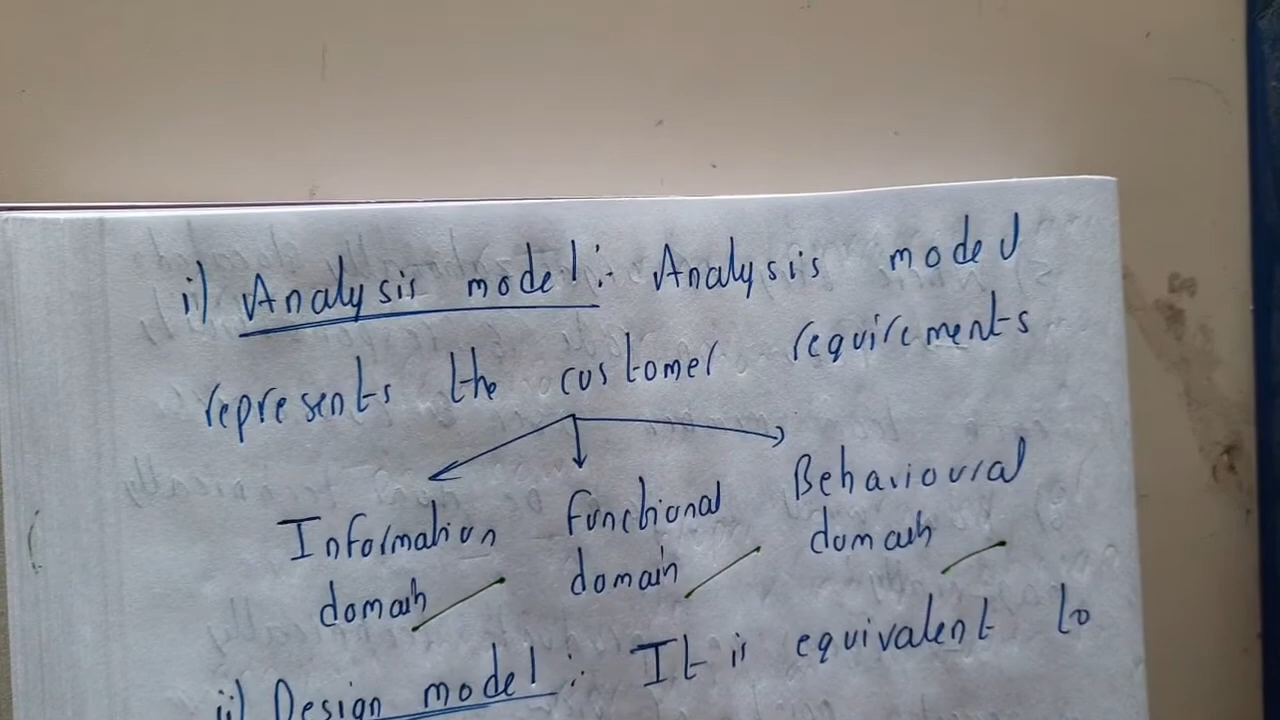 i) Analysis model :- Analysis model
represents the customer requirements
Information Functional Behavioural
domain domain domain
ii) Design model : It is equivalent to